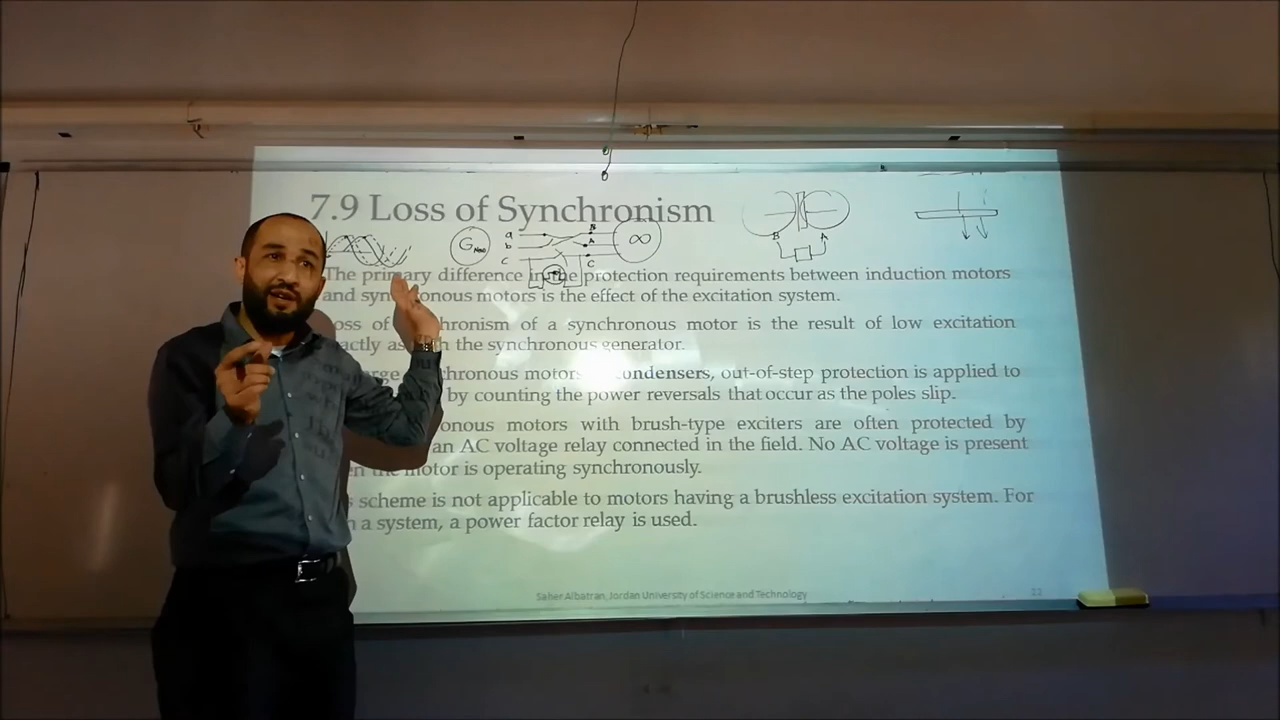 7.9 Loss of Synchronism
a
b
c
G
B
A
C
∞
B A
The primary difference in the protection requirements between induction motors
and synchronous motors is the effect of the excitation system.
oss of hronism of a synchronous motor is the result of low excitation
actly as the synchronous generator.
arge chronous motors condensers, out-of-step protection is applied to
by counting the power reversals that occur as the poles slip.
onous motors with brush-type exciters are often protected by
an AC voltage relay connected in the field. No AC voltage is present
en the motor is operating synchronously.
s scheme is not applicable to motors having a brushless excitation system. For
h a system, a power factor relay is used.
Saher Albatran, Jordan University of Science and Technology